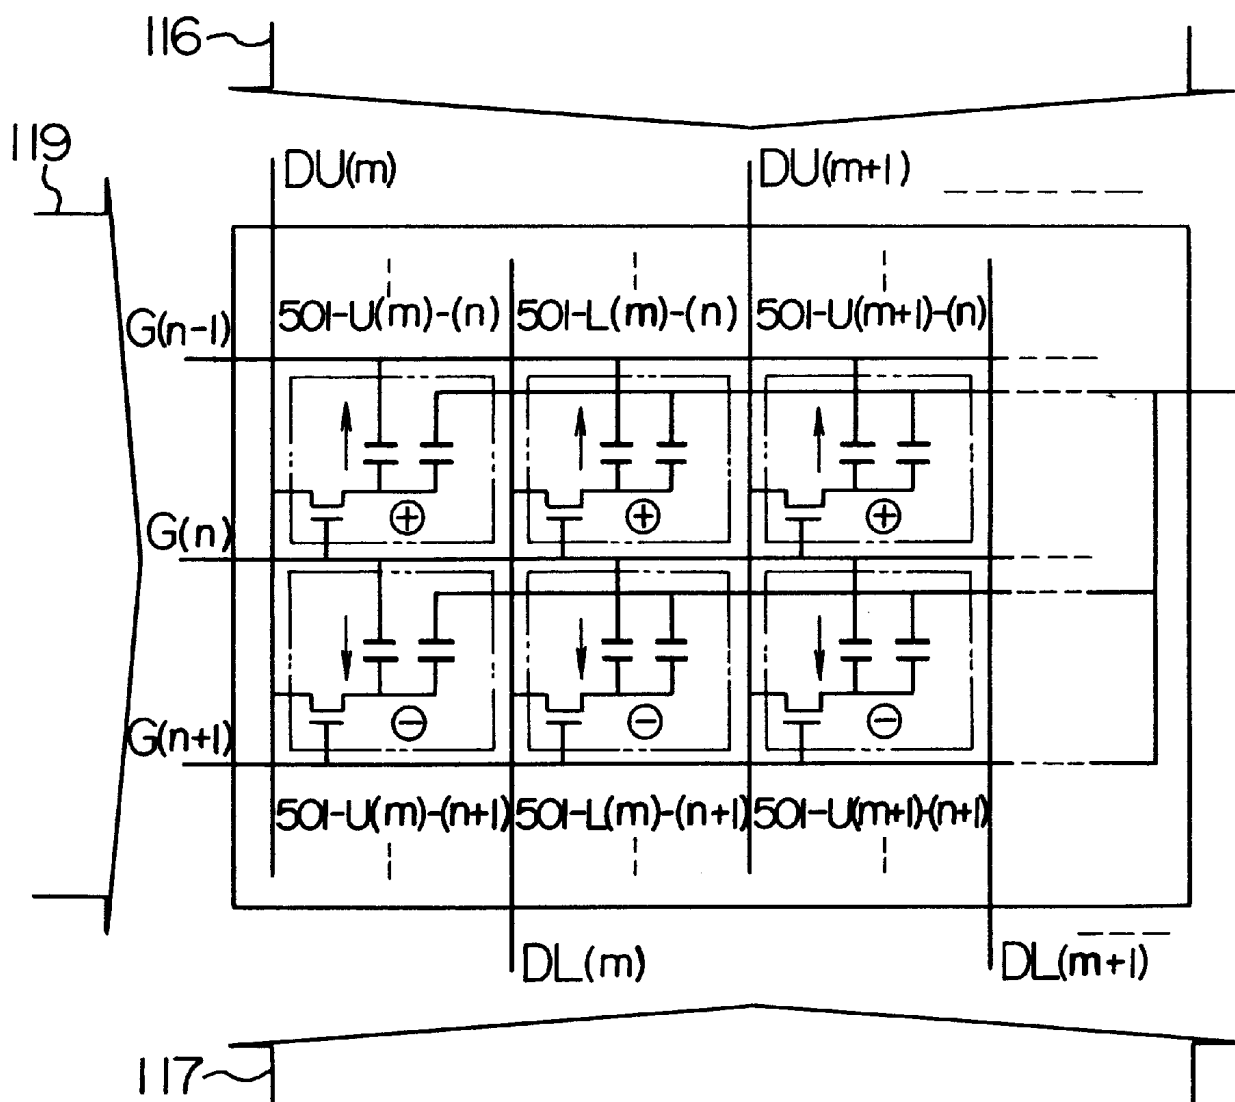 116
119
DU(m)
DU(m+1)
501-U(m)-(n)
501-L(m)-(n)
501-U(m+1)-(n)
G(n-1)
+
+
+
G(n)
-
-
-
G(n+1)
501-U(m)-(n+1)
501-L(m)-(n+1)
501-U(m+1)-(n+1)
DL(m)
DL(m+1)
117